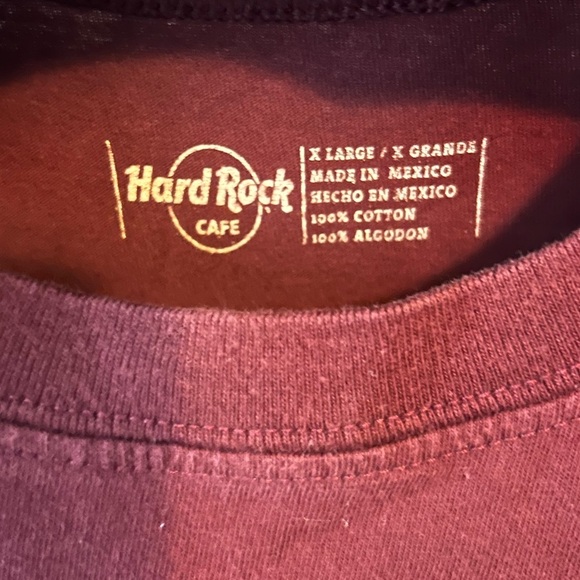 Hard Rock
CAFE
X LARGE / X GRANDE
MADE IN MEXICO
HECHO EN MEXICO
100% COTTON
100% ALGODON